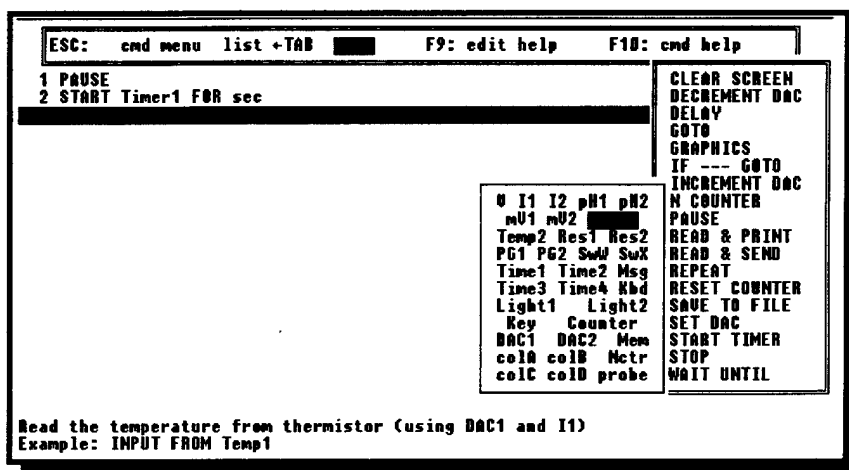 ESC: cmd menu list ←TAB F9: edit help F10: cmd help
1 PAUSE
2 START Timer1 FOR sec
CLEAR SCREEN
DECREMENT DAC
DELAY
GOTO
GRAPHICS
IF --- GOTO
INCREMENT DAC
N COUNTER
PAUSE
READ & PRINT
READ & SEND
REPEAT
RESET COUNTER
SAVE TO FILE
SET DAC
START TIMER
STOP
WAIT UNTIL
V I1 I2 pH1 pH2
mV1 mV2
Temp2 Res1 Res2
PG1 PG2 SwW SwX
Time1 Time2 Msg
Time3 Time4 Kbd
Light1 Light2
Key Counter
DAC1 DAC2 Mem
colA colB Nctr
colC colD probe
Read the temperature from thermistor (using DAC1 and I1)
Example: INPUT FROM Temp1